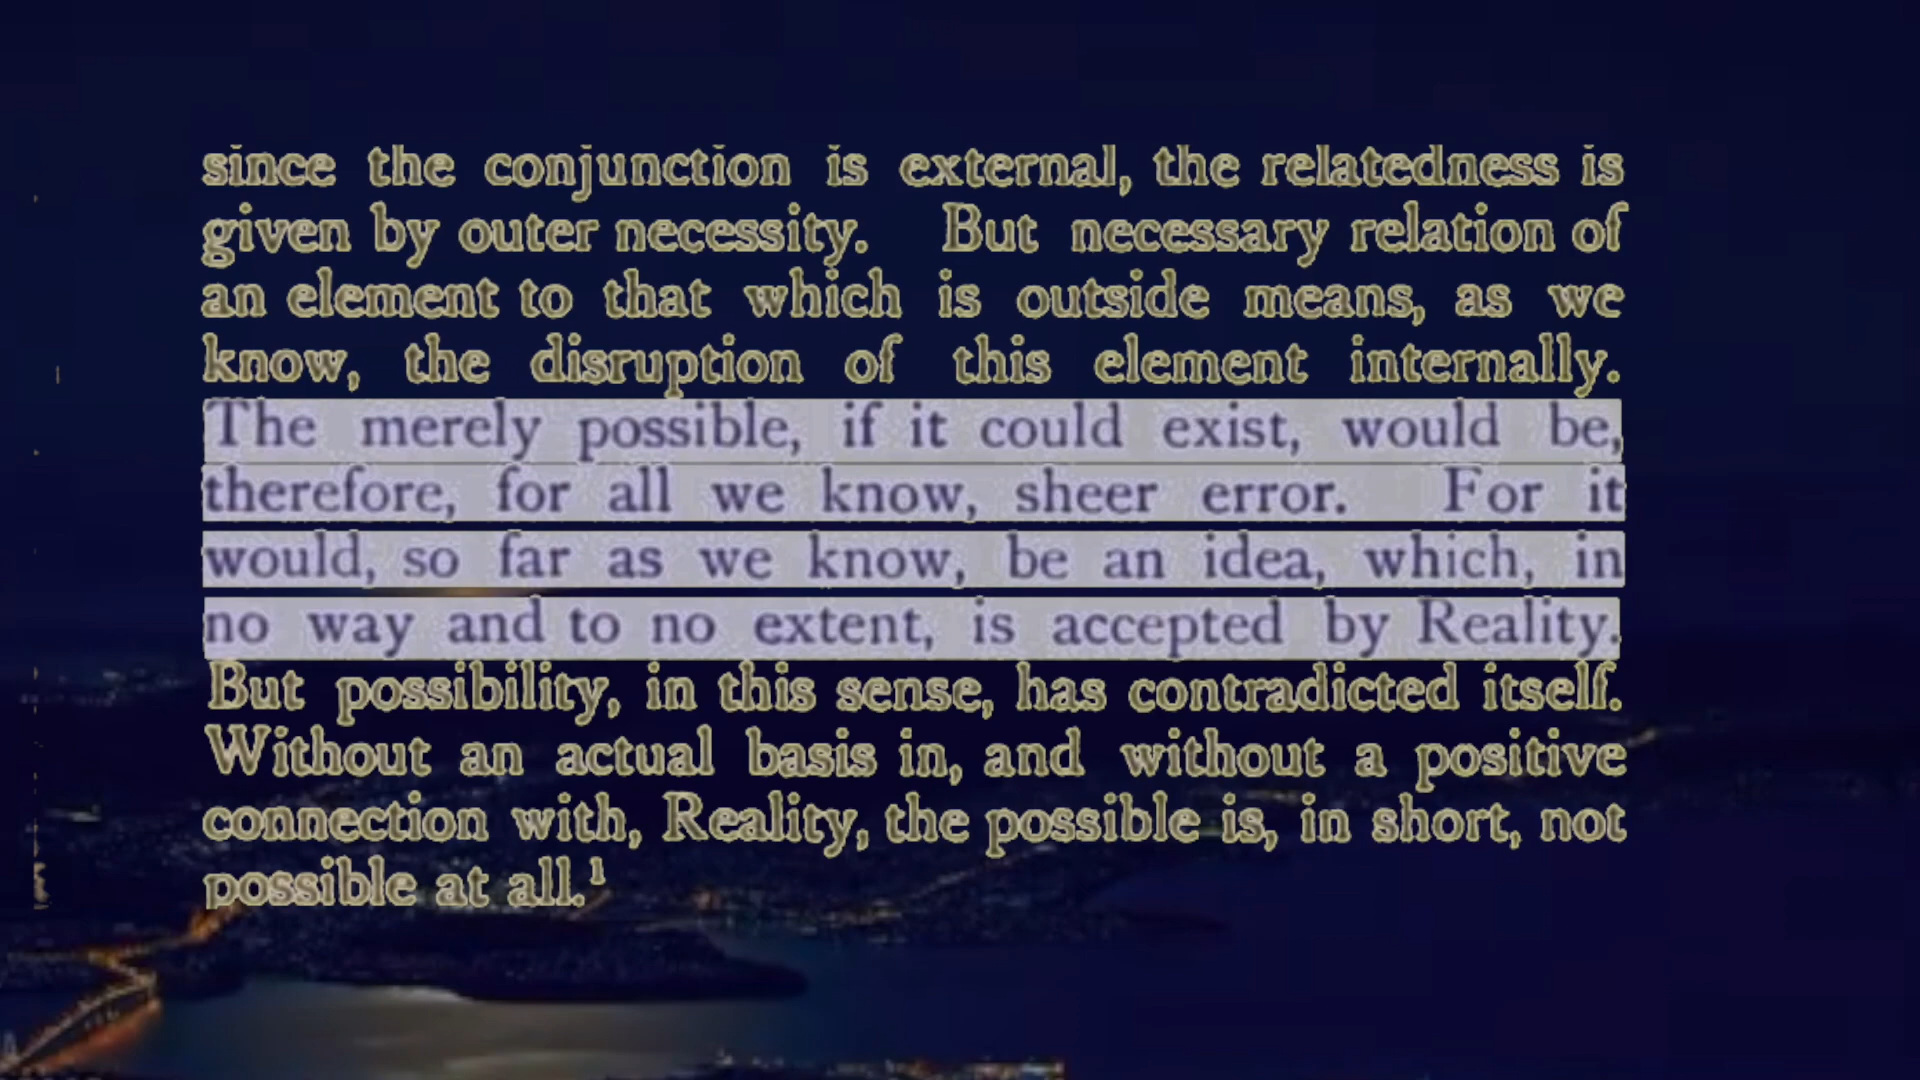 since the conjunction is external, the relatedness is
given by outer necessity. But necessary relation of
an element to that which is outside means, as we
know, the disruption of this element internally.
The merely possible, if it could exist, would be,
therefore, for all we know, sheer error. For it
would, so far as we know, be an idea, which, in
no way and to no extent, is accepted by Reality.
But possibility, in this sense, has contradicted itself.
Without an actual basis in, and without a positive
connection with, Reality, the possible is, in short, not
possible at all.¹